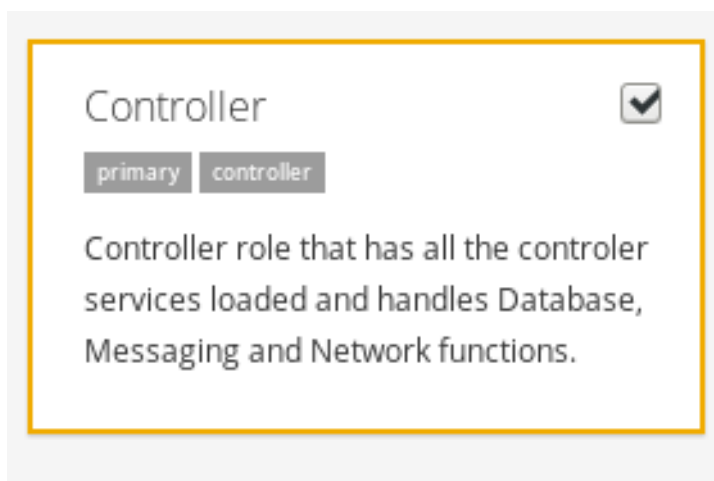 Controller
primary controller
Controller role that has all the controler
services loaded and handles Database,
Messaging and Network functions.